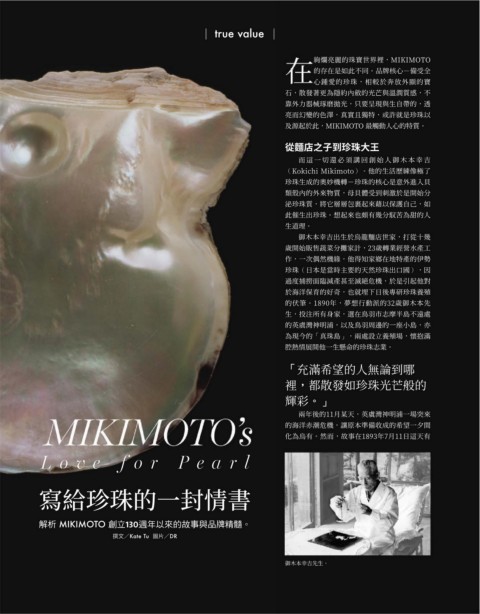 true value
MIKIMOTO's
Love for Pearl
寫給珍珠的一封情書
解析 MIKIMOTO 創立130週年以來的故事與品牌精髓。
撰文／Kate Tu 圖片／DR
在絢爛亮麗的珠寶世界裡，MIKIMOTO
的存在是如此不同。品牌核心－備受全
心鍾愛的珍珠，相較於奔放外顯的寶
石，散發著更為隱約內斂的光芒與溫潤質感。不
靠外力器械琢磨拋光，只要呈現與生自帶的，透
亮而幻變的色澤，真實且獨特，或許就是珍珠以
及源起於此，MIKIMOTO 最觸動人心的特質。
從麵店之子到珍珠大王
而這一切還必須講回創始人御木本幸吉
（Kokichi Mikimoto）。他的生活歷練像極了
珍珠生成的奧妙機轉－珍珠的核心是意外進入貝
類殼內的外來物質，母貝體受到刺激於是開始分
泌珍珠質，將它層層包裹起來藉以保護自己，如
此催生出珍珠，想起來也頗有幾分馭苦為甜的人
生道理。
御木本幸吉出生於烏龍麵店世家，打從十幾
歲開始販售蔬菜分攤家計，23歲轉業經營水產工
作，一次偶然機緣，他得知家鄉在地特產的伊勢
珍珠（日本是當時主要的天然珍珠出口國），因
過度捕撈面臨減產甚至滅絕危機，於是引起他對
於海洋保育的好奇，也就埋下日後專研珍珠養殖
的伏筆。1890年，夢想行動派的32歲御木本先
生，投注所有身家，選在鳥羽市志摩半島不遠處
的英虞灣神明浦，以及鳥羽周邊的一座小島，亦
為現今的「真珠島」，兩處設立養殖場，懷抱滿
腔熱情展開他一生懸命的珍珠志業。
「充滿希望的人無論到哪
裡，都散發如珍珠光芒般的
輝彩。」
兩年後的11月某天，英虞灣神明浦一場突來
的海洋赤潮危機，讓原本準備收成的希望一夕間
化為烏有。然而，故事在1893年7月11日這天有
御木本幸吉先生。